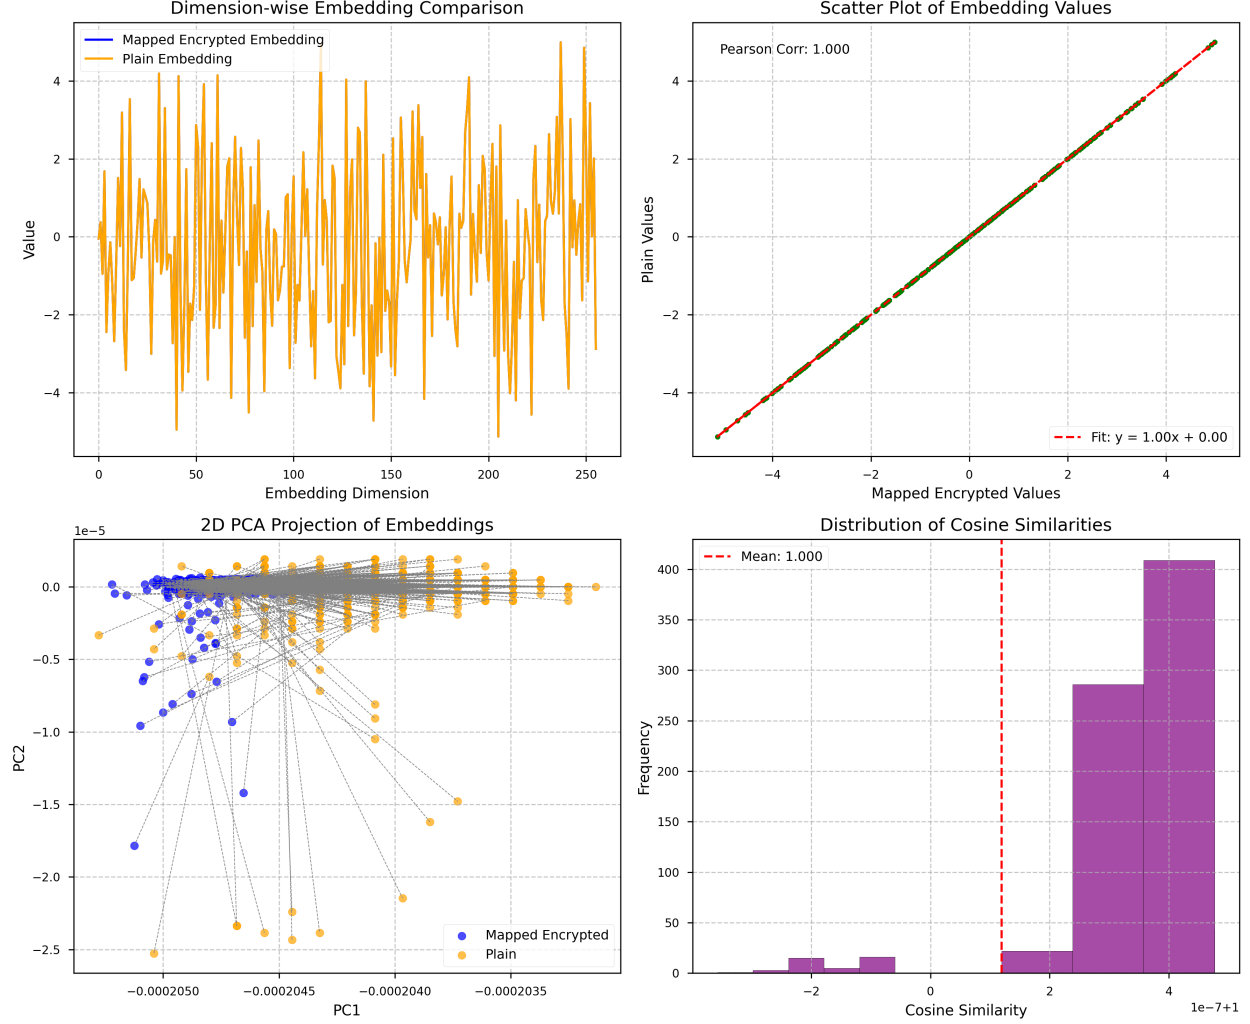 Dimension-wise Embedding Comparison
Mapped Encrypted Embedding
Plain Embedding
Value
4
2
0
−2
−4
0 50 100 150 200 250
Embedding Dimension
Scatter Plot of Embedding Values
Pearson Corr: 1.000
Plain Values
4
2
0
−2
−4
Fit: y = 1.00x + 0.00
−4 −2 0 2 4
Mapped Encrypted Values
2D PCA Projection of Embeddings
1e−5
PC2
0.0
−0.5
−1.0
−1.5
−2.0
−2.5
Mapped Encrypted
Plain
−0.0002050 −0.0002045 −0.0002040 −0.0002035
PC1
Distribution of Cosine Similarities
Mean: 1.000
Frequency
400
350
300
250
200
150
100
50
0
−2 0 2 4
1e−7+1
Cosine Similarity